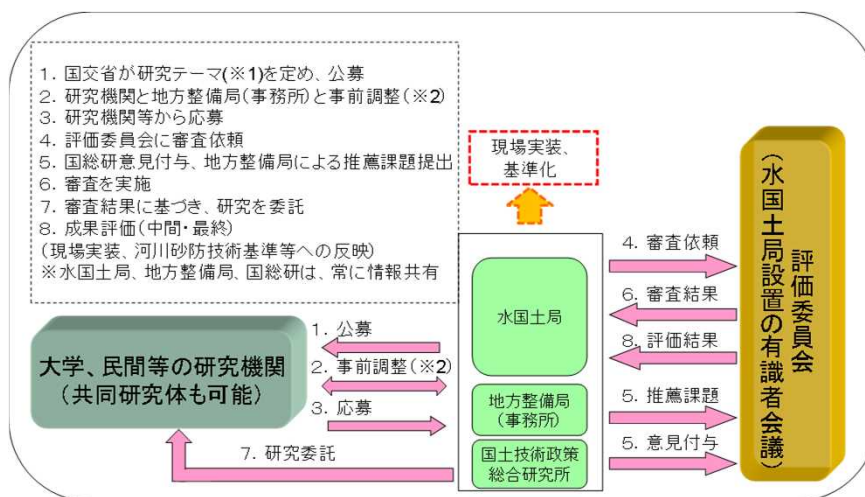 1. 国交省が研究テーマ(※1)を定め、公募
2. 研究機関と地方整備局(事務所)と事前調整(※2)
3. 研究機関等から応募
4. 評価委員会に審査依頼
5. 国総研意見付与、地方整備局による推薦課題提出
6. 審査を実施
7. 審査結果に基づき、研究を委託
8. 成果評価(中間・最終)
(現場実装、河川砂防技術基準等への反映)
※水国土局、地方整備局、国総研は、常に情報共有
現場実装、
基準化
大学、民間等の研究機関
(共同研究体も可能)
1. 公募
2. 事前調整(※2)
3. 応募
7. 研究委託
水国土局
地方整備局
(事務所)
国土技術政策
総合研究所
4. 審査依頼
6. 審査結果
8. 評価結果
5. 推薦課題
5. 意見付与
評価委員会
(水国土局設置の有識者会議)